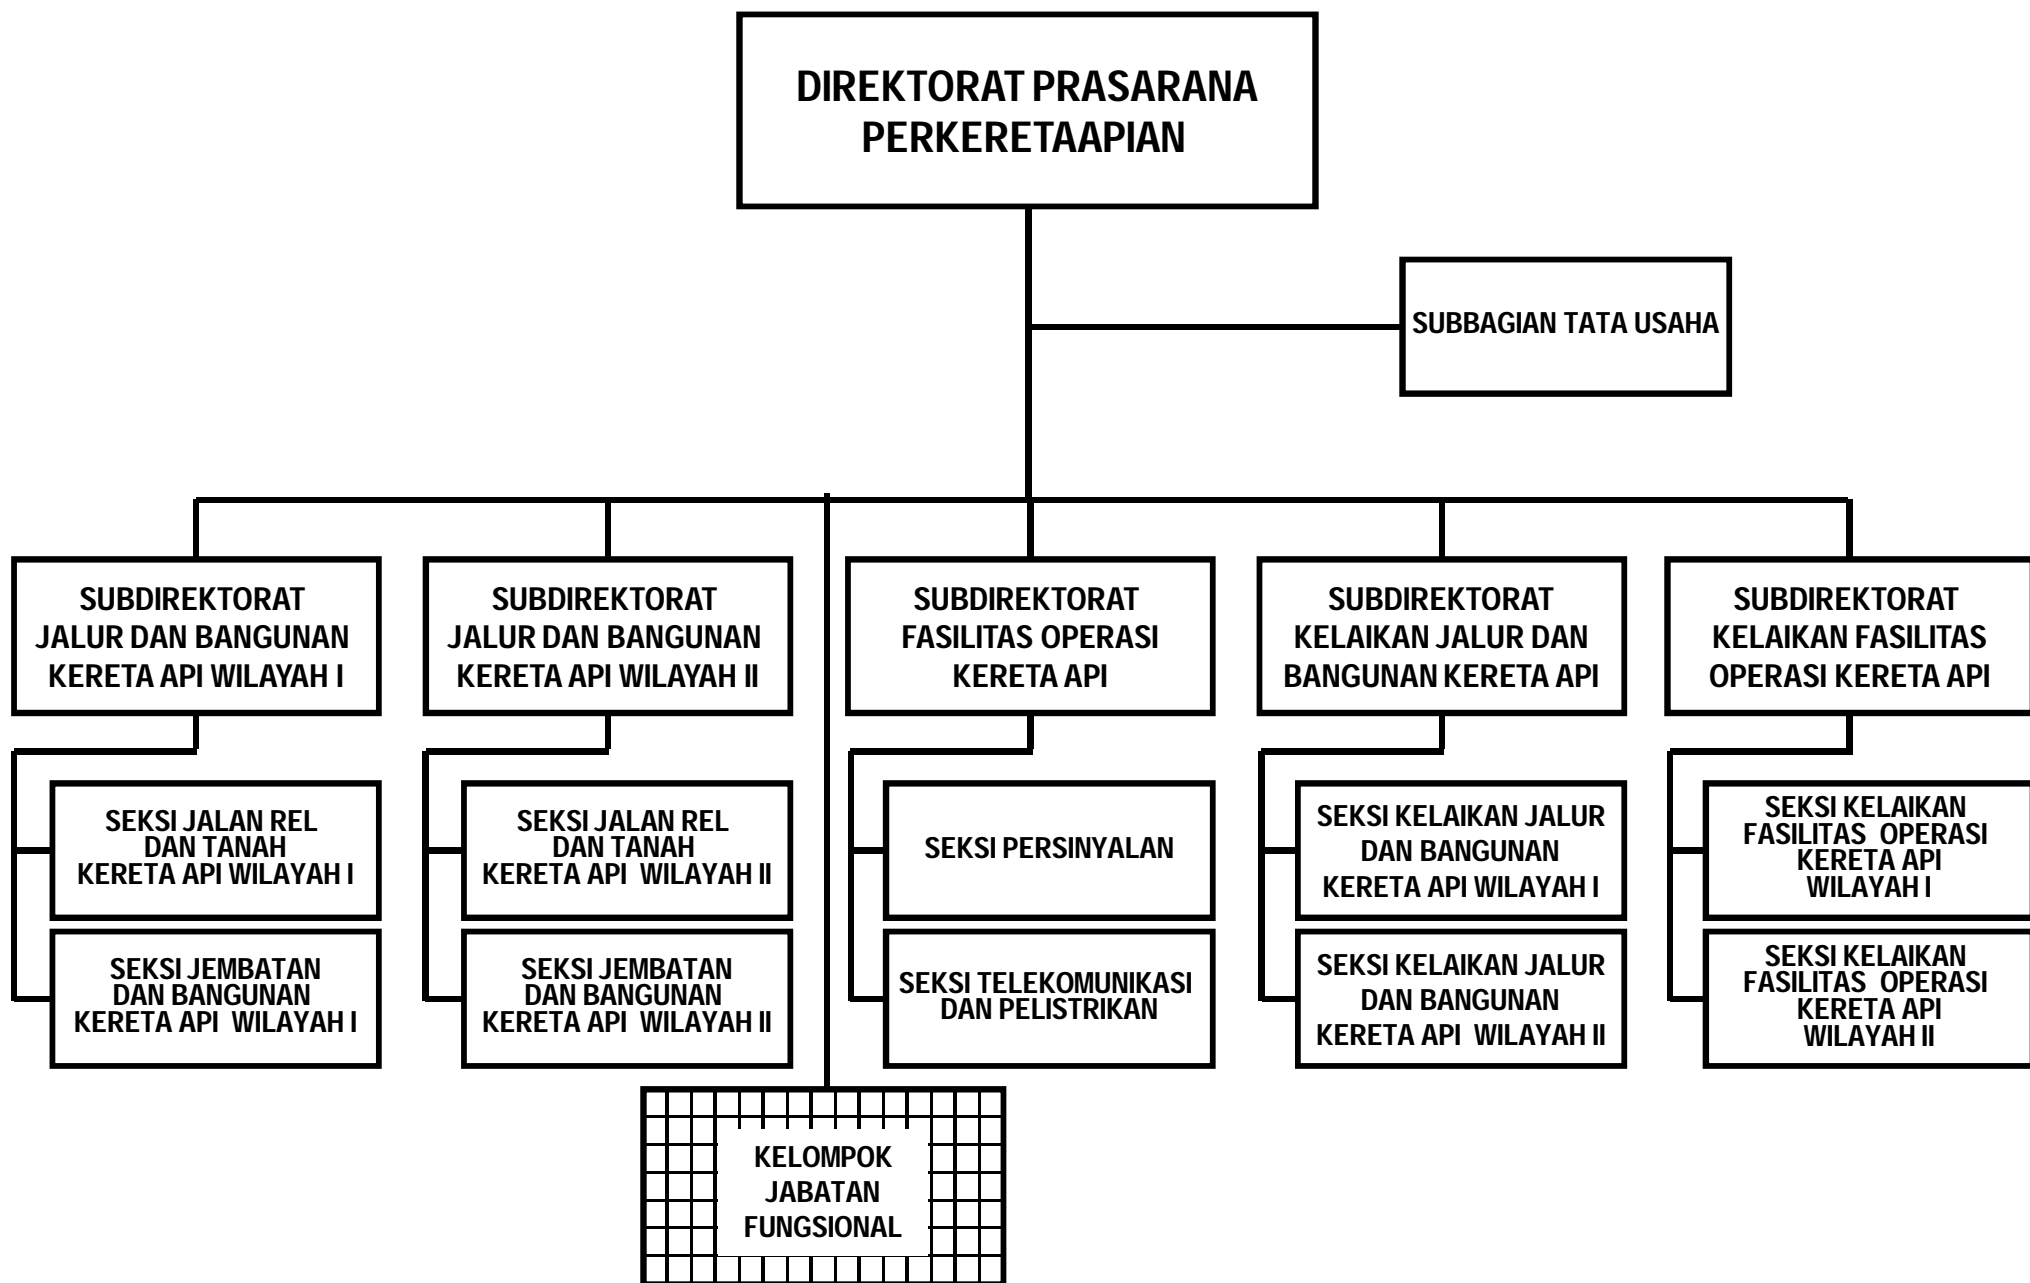 DIREKTORAT PRASARANA
PERKERETAAPIAN
SUBBAGIAN TATA USAHA
SUBDIREKTORAT
JALUR DAN BANGUNAN
KERETA API WILAYAH I
SUBDIREKTORAT
JALUR DAN BANGUNAN
KERETA API WILAYAH II
SUBDIREKTORAT
FASILITAS OPERASI
KERETA API
SUBDIREKTORAT
KELAIKAN JALUR DAN
BANGUNAN KERETA API
SUBDIREKTORAT
KELAIKAN FASILITAS
OPERASI KERETA API
SEKSI JALAN REL
DAN TANAH
KERETA API WILAYAH I
SEKSI JALAN REL
DAN TANAH
KERETA API WILAYAH II
SEKSI PERSINYALAN
SEKSI KELAIKAN JALUR
DAN BANGUNAN
KERETA API WILAYAH I
SEKSI KELAIKAN
FASILITAS OPERASI
KERETA API
WILAYAH I
SEKSI JEMBATAN
DAN BANGUNAN
KERETA API WILAYAH I
SEKSI JEMBATAN
DAN BANGUNAN
KERETA API WILAYAH II
SEKSI TELEKOMUNIKASI
DAN PELISTRIKAN
SEKSI KELAIKAN JALUR
DAN BANGUNAN
KERETA API WILAYAH II
SEKSI KELAIKAN
FASILITAS OPERASI
KERETA API
WILAYAH II
KELOMPOK
JABATAN
FUNGSIONAL